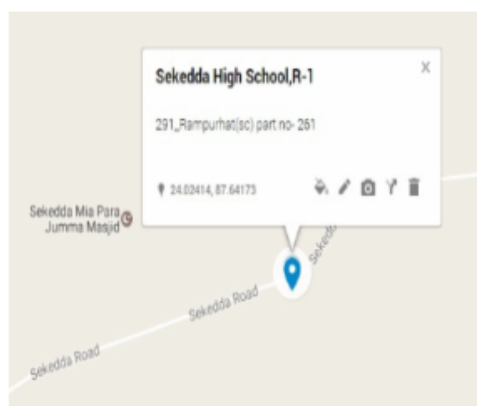 Sekedda High School,R-1
291_Rampurhat(sc) part no- 261
24.02414, 87.64173
Sekedda Mia Para
Jumma Masjid
Sekedda
Sekedda Road
Sekedda Road